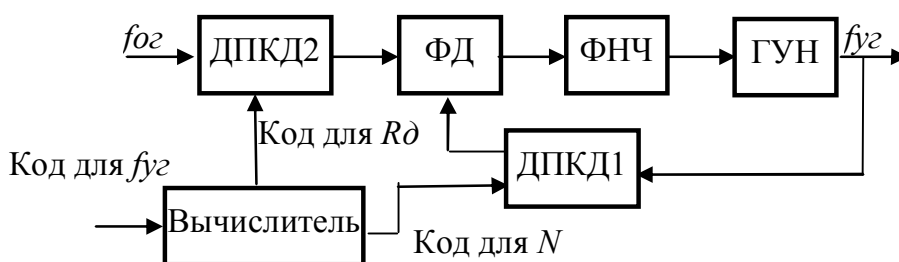 fог
ДПКД2
ФД
ФНЧ
ГУН
fуг
Код для Rд
Код для fуг
ДПКД1
Вычислитель
Код для N